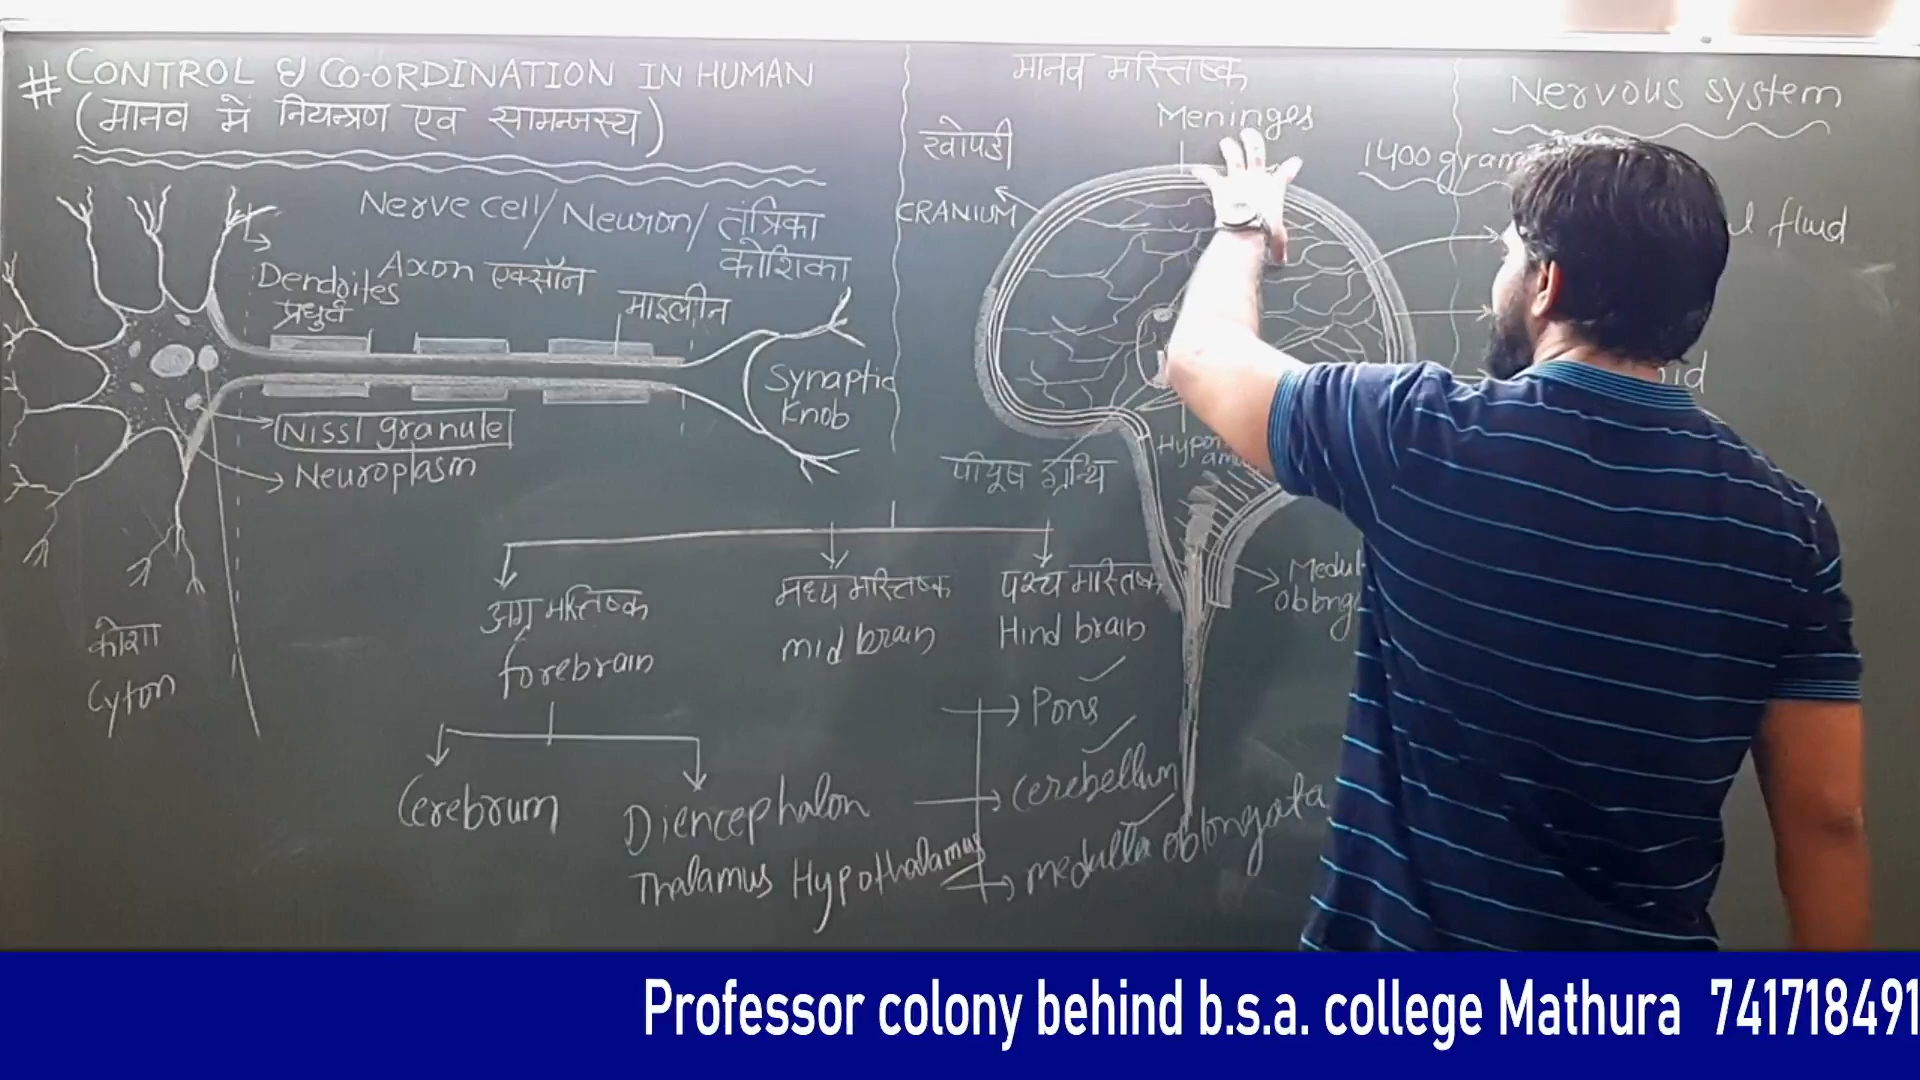 # CONTROL & CO-ORDINATION IN HUMAN
(मानव में नियन्त्रण एवं सामन्जस्य)
Nerve cell/Neuron/तंत्रिका
कोशिका
Dendrites
Axon एक्सॉन
माइलीन
Synaptic
Knob
Nissl granule
Neuroplasm
कोशा
Cyton
मानव मस्तिष्क
Meninges
खोपडी
CRANIUM
1400 gram
Nervous system
fluid
पीयूष ग्रन्थि
Medul
oblonga
अग्र मस्तिष्क
forebrain
मध्य मस्तिष्क
mid brain
पश्च मस्तिष्क
Hind brain
Cerebrum
Diencephalon
Thalamus Hypothalamus
Pons
Cerebellum
medulla oblongata
Professor colony behind b.s.a. college Mathura 741718491